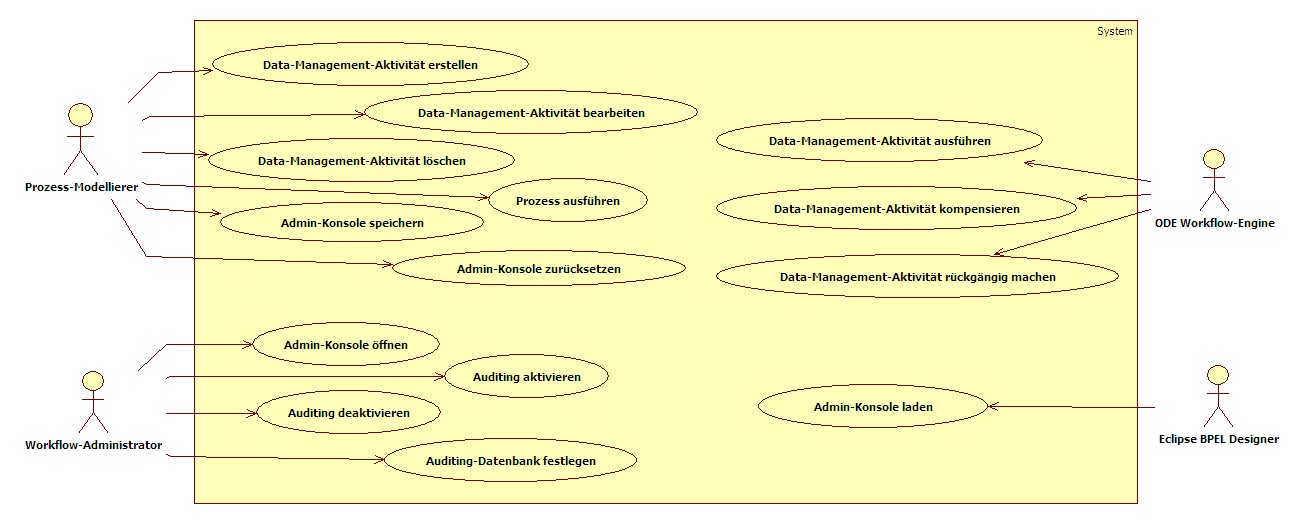 System
Data-Management-Aktivität erstellen
Data-Management-Aktivität bearbeiten
Data-Management-Aktivität ausführen
Data-Management-Aktivität löschen
Prozess-Modellierer
Prozess ausführen
Data-Management-Aktivität kompensieren
Admin-Konsole speichern
ODE Workflow-Engine
Admin-Konsole zurücksetzen
Data-Management-Aktivität rückgängig machen
Admin-Konsole öffnen
Auditing aktivieren
Auditing deaktivieren
Admin-Konsole laden
Workflow-Administrator
Eclipse BPEL Designer
Auditing-Datenbank festlegen